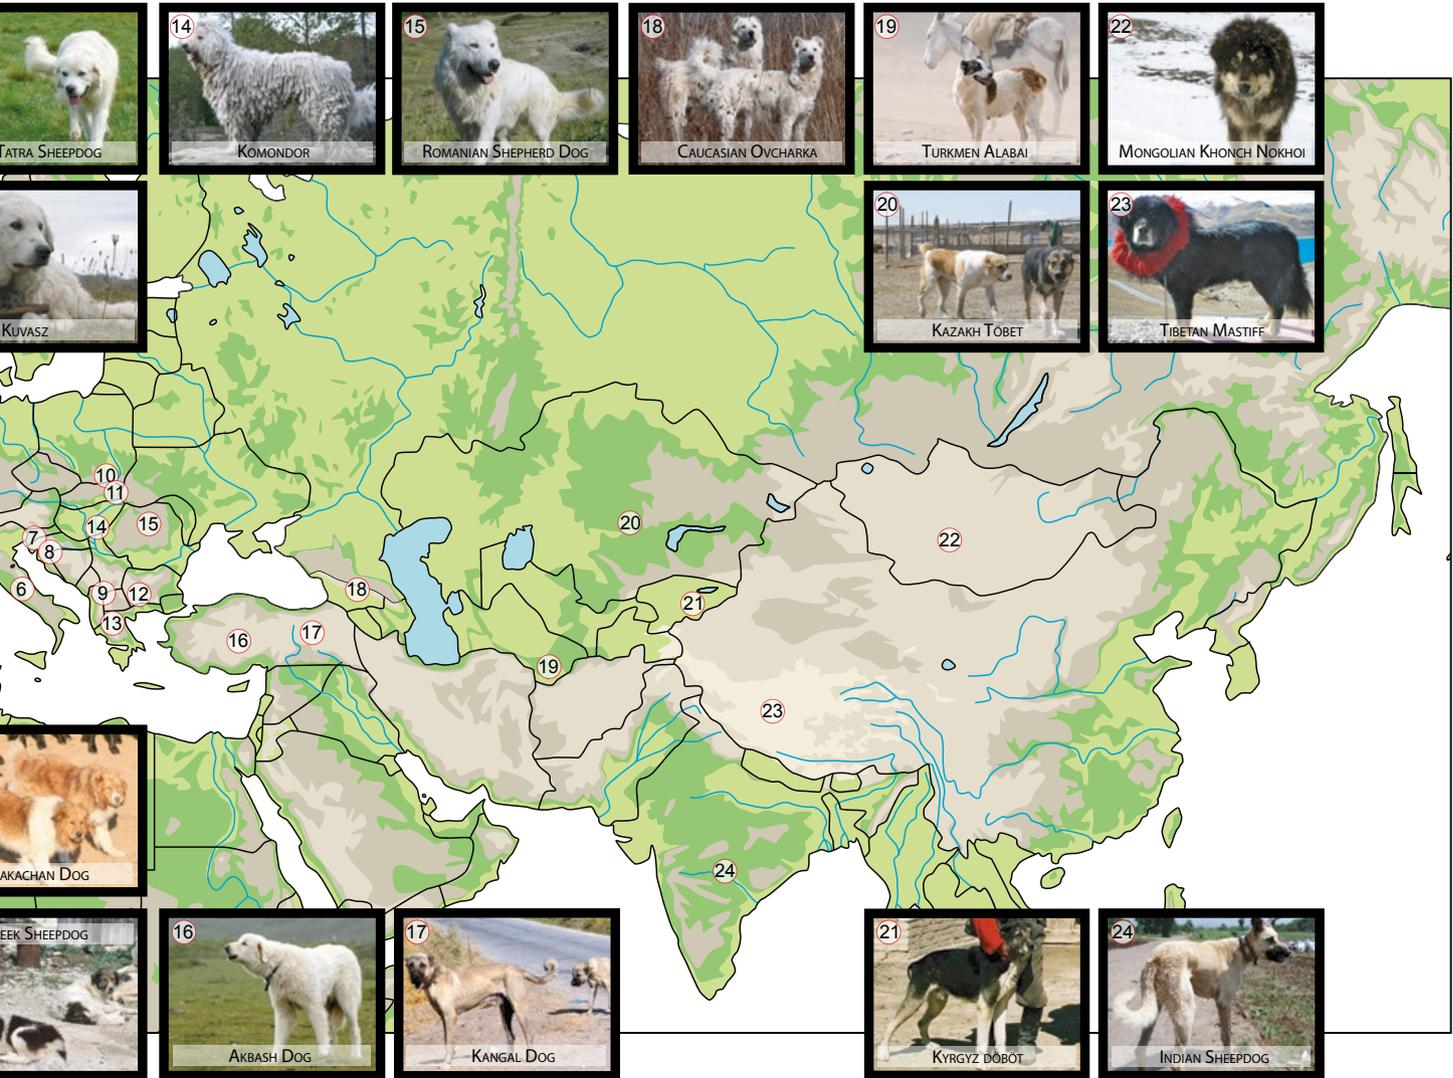 Tatra Sheepdog
14
Komondor
15
Romanian Shepherd Dog
18
Caucasian Ovcharka
19
Turkmen Alabai
22
Mongolian Khonch Nokhoi
Kuvasz
20
Kazakh Töbet
23
Tibetan Mastiff
10
11
14
15
7
8
6
9
12
13
16
17
18
19
20
21
22
23
24
akachan Dog
eek Sheepdog
16
Akbash Dog
17
Kangal Dog
21
Kyrgyz döböt
24
Indian Sheepdog